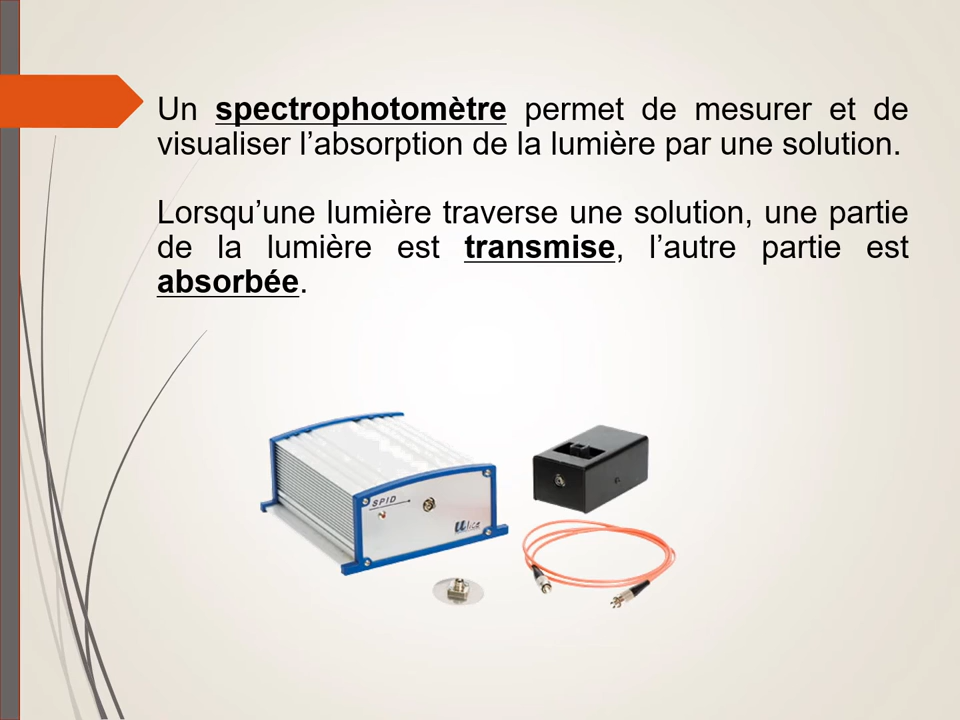 Un spectrophotomètre permet de mesurer et de
visualiser l’absorption de la lumière par une solution.
Lorsqu’une lumière traverse une solution, une partie
de la lumière est transmise, l’autre partie est
absorbée.
SPID
Ulice